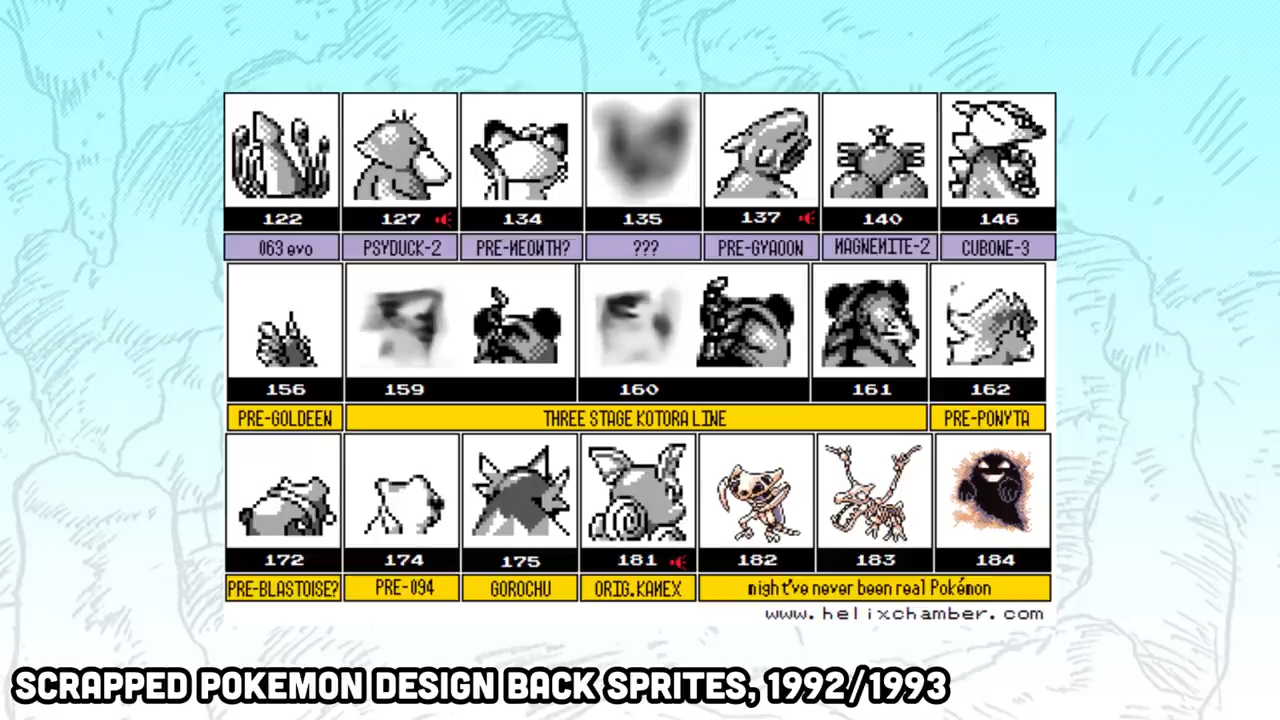 122 127 134 135 137 140 146
063 evo PSYDUCK-2 PRE-MEOWTH? ??? PRE-GYAOON MAGNEMITE-2 CUBONE-3
156 159 160 161 162
PRE-GOLDEEN THREE STAGE KOTORA LINE PRE-PONYTA
172 174 175 181 182 183 184
PRE-BLASTOISE? PRE-094 GOROCHU ORIG.KAMEX might've never been real Pokémon
www.helixchamber.com
SCRAPPED POKEMON DESIGN BACK SPRITES, 1992/1993